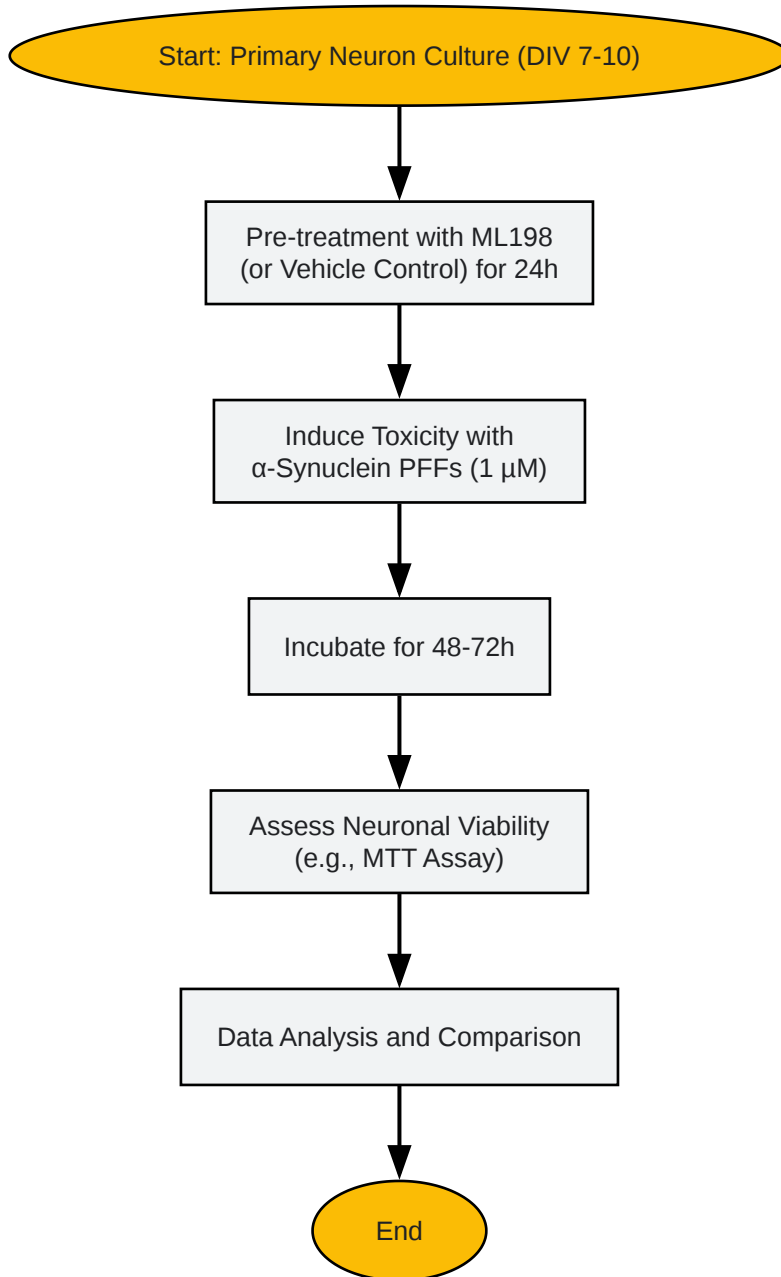 Start: Primary Neuron Culture (DIV 7-10)
Pre-treatment with ML198
(or Vehicle Control) for 24h
Induce Toxicity with
α-Synuclein PFFs (1 µM)
Incubate for 48-72h
Assess Neuronal Viability
(e.g., MTT Assay)
Data Analysis and Comparison
End